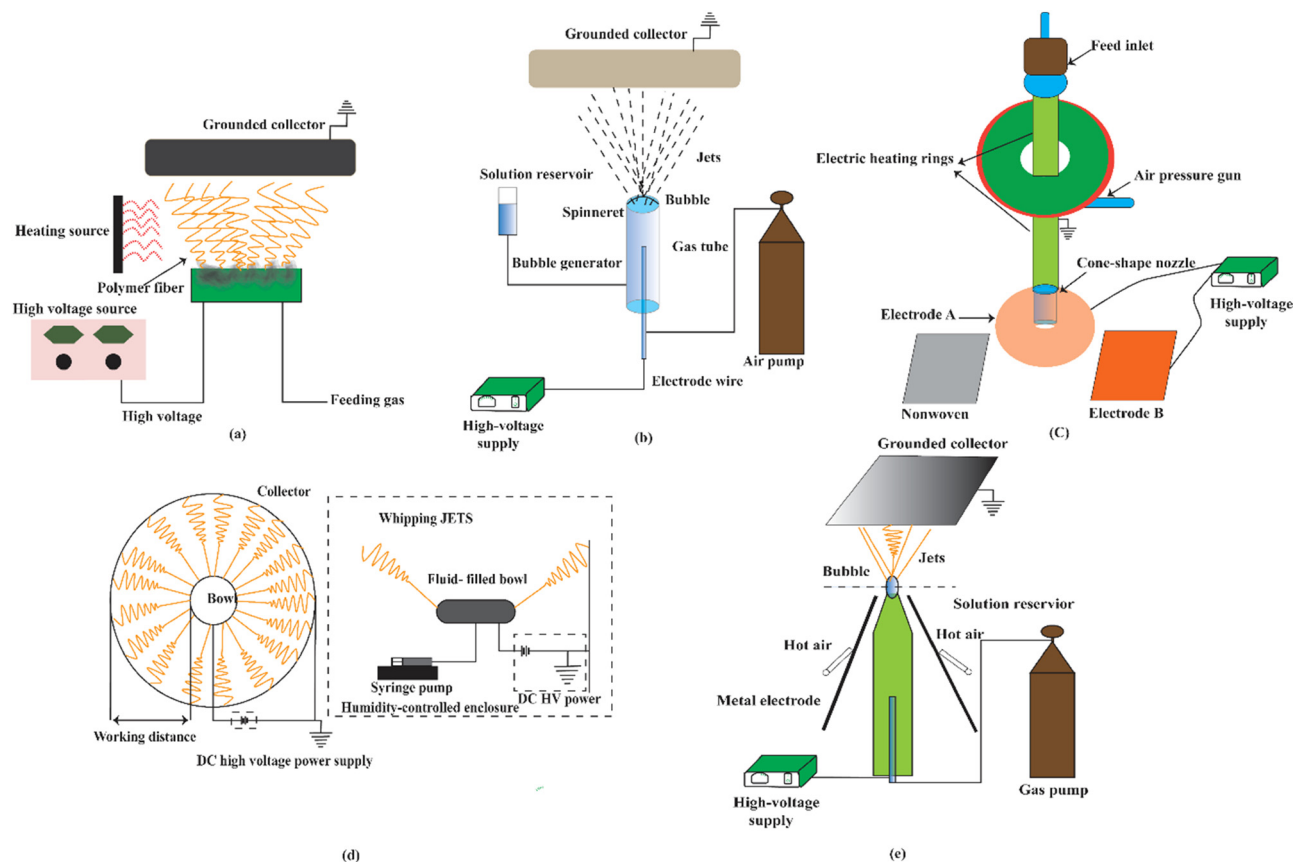 Grounded collector
Heating source
Polymer fiber
High voltage source
High voltage
Feeding gas
(a)
Grounded collector
Jets
Solution reservoir
Bubble
Spinneret
Gas tube
Bubble generator
Air pump
Electrode wire
High-voltage
supply
(b)
Feed inlet
Electric heating rings
Air pressure gun
Cone-shape nozzle
High-voltage
supply
Electrode A
Nonwoven
Electrode B
(C)
Collector
Bowl
Working distance
DC high voltage power supply
Whipping JETS
Fluid- filled bowl
Syringe pump
DC HV power
Humidity-controlled enclosure
(d)
Grounded collector
Jets
Bubble
Solution reservior
Hot air
Hot air
Metal electrode
High-voltage
supply
Gas pump
(e)